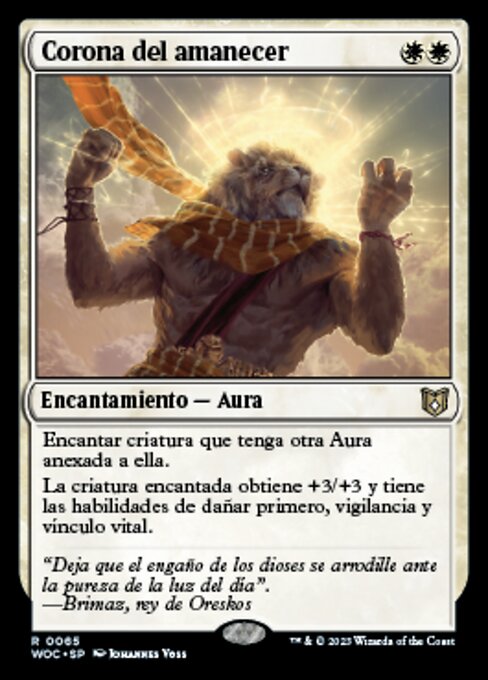 Corona del amanecer
Encantamiento — Aura
Encantar criatura que tenga otra Aura
anexada a ella.
La criatura encantada obtiene +3/+3 y tiene
las habilidades de dañar primero, vigilancia y
vínculo vital.
“Deja que el engaño de los dioses se arrodille ante
la pureza de la luz del día”.
—Brimaz, rey de Oreskos
R 0065
WOC • SP Johannes Voss
™ & © 2023 Wizards of the Coast